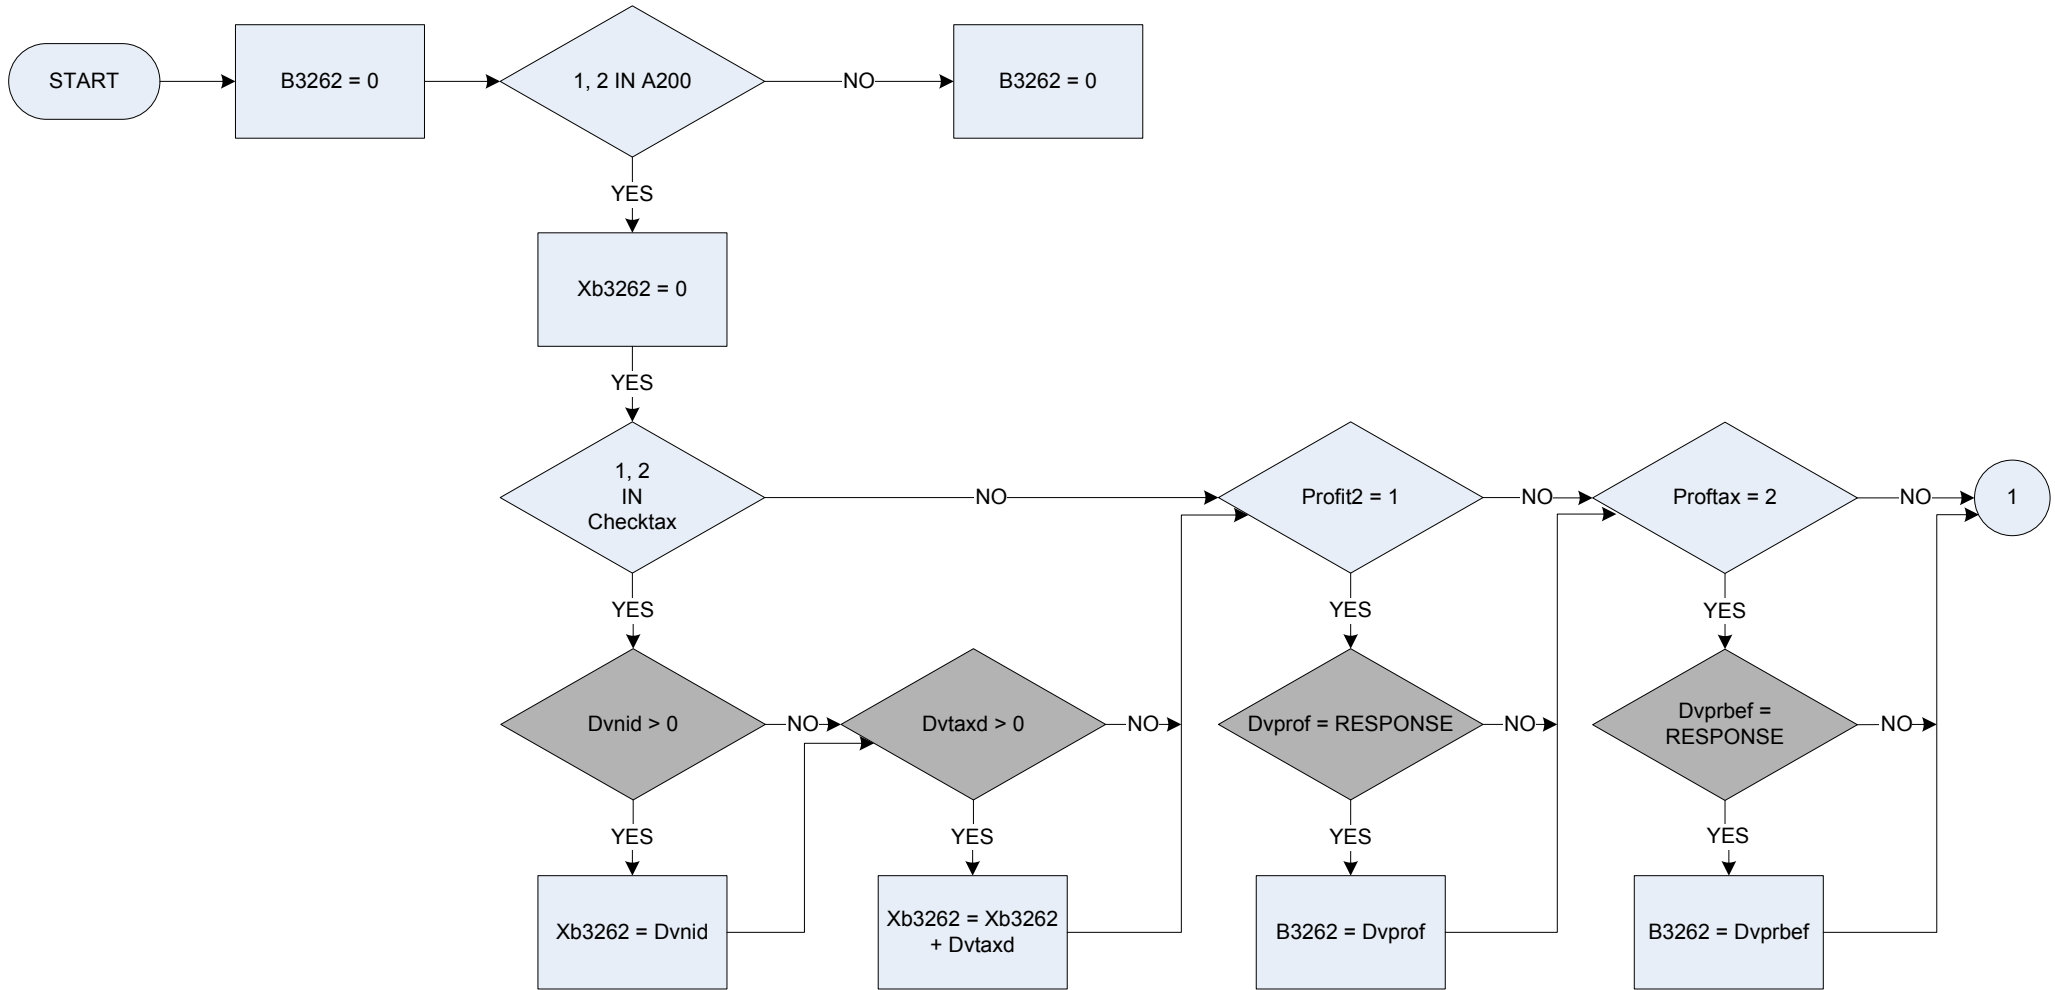 START
B3262 = 0
1, 2 IN A200
NO
B3262 = 0
YES
Xb3262 = 0
YES
1, 2
IN
Checktax
NO
Profit2 = 1
NO
Proftax = 2
NO
1
YES
YES
YES
Dvnid > 0
NO
Dvtaxd > 0
NO
Dvprof = RESPONSE
NO
Dvprbef =
RESPONSE
NO
YES
YES
YES
YES
Xb3262 = Dvnid
Xb3262 = Xb3262
+ Dvtaxd
B3262 = Dvprof
B3262 = Dvprbef